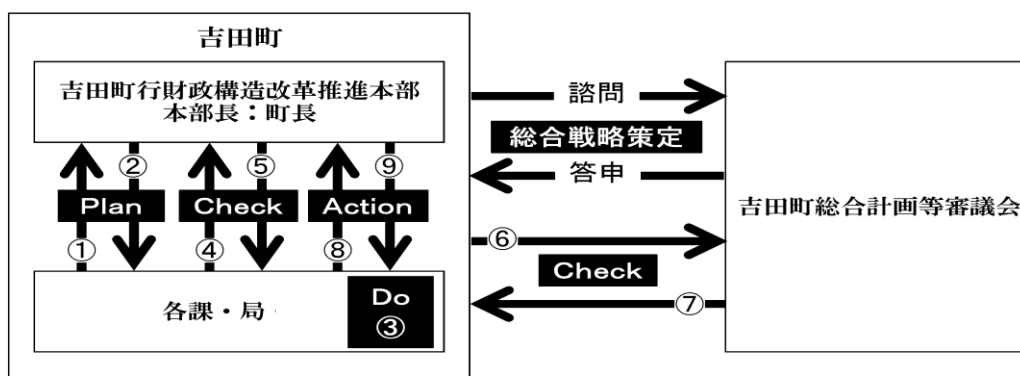 吉田町
吉田町行財政構造改革推進本部
本部長：町長
諮問
総合戦略策定
答申
② ⑤ ⑨
Plan Check Action
① ④ ⑧
吉田町総合計画等審議会
⑥
Check
⑦
各課・局
Do
③